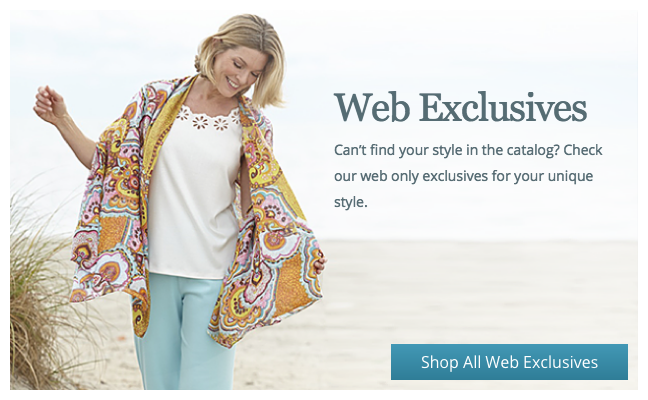 Web Exclusives
Can't find your style in the catalog? Check
our web only exclusives for your unique
style.
Shop All Web Exclusives